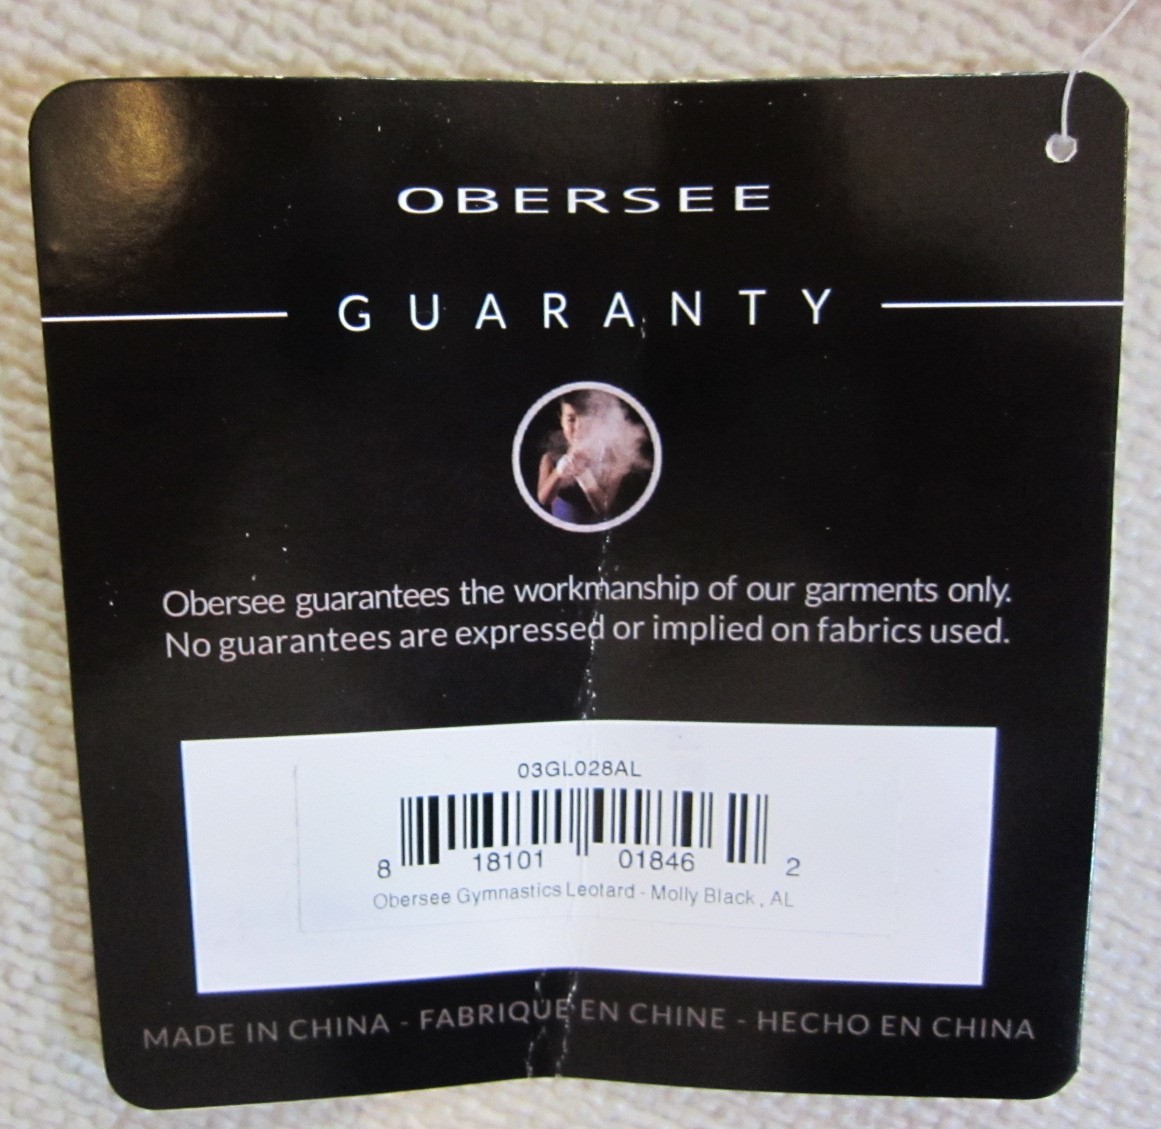 OBERSEE
GUARANTY
Obersee guarantees the workmanship of our garments only.
No guarantees are expressed or implied on fabrics used.
03GL028AL
8 18101 01846 2
Obersee Gymnastics Leotard - Molly Black , AL
MADE IN CHINA - FABRIQUE EN CHINE - HECHO EN CHINA